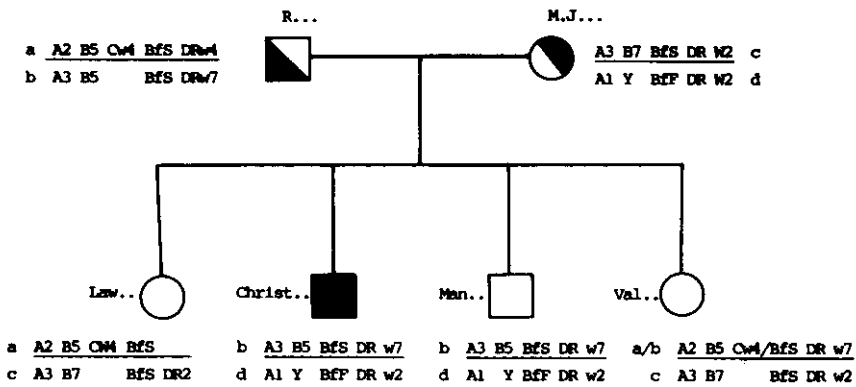 R...
M.J...
a A2 B5 Cw4 BfS DRw4
b A3 B5 BfS DRw7
A3 B7 BfS DR W2 c
A1 Y BfF DR W2 d
Law..
Christ..
Man..
Val..
a A2 B5 CW4 BfS
c A3 B7 BfS DR2
b A3 B5 BfS DR w7
d A1 Y BfF DR w2
b A3 B5 BfS DR w7
d A1 Y BfF DR w2
a/b A2 B5 Cw4/BfS DR w7
c A3 B7 BfS DR w2